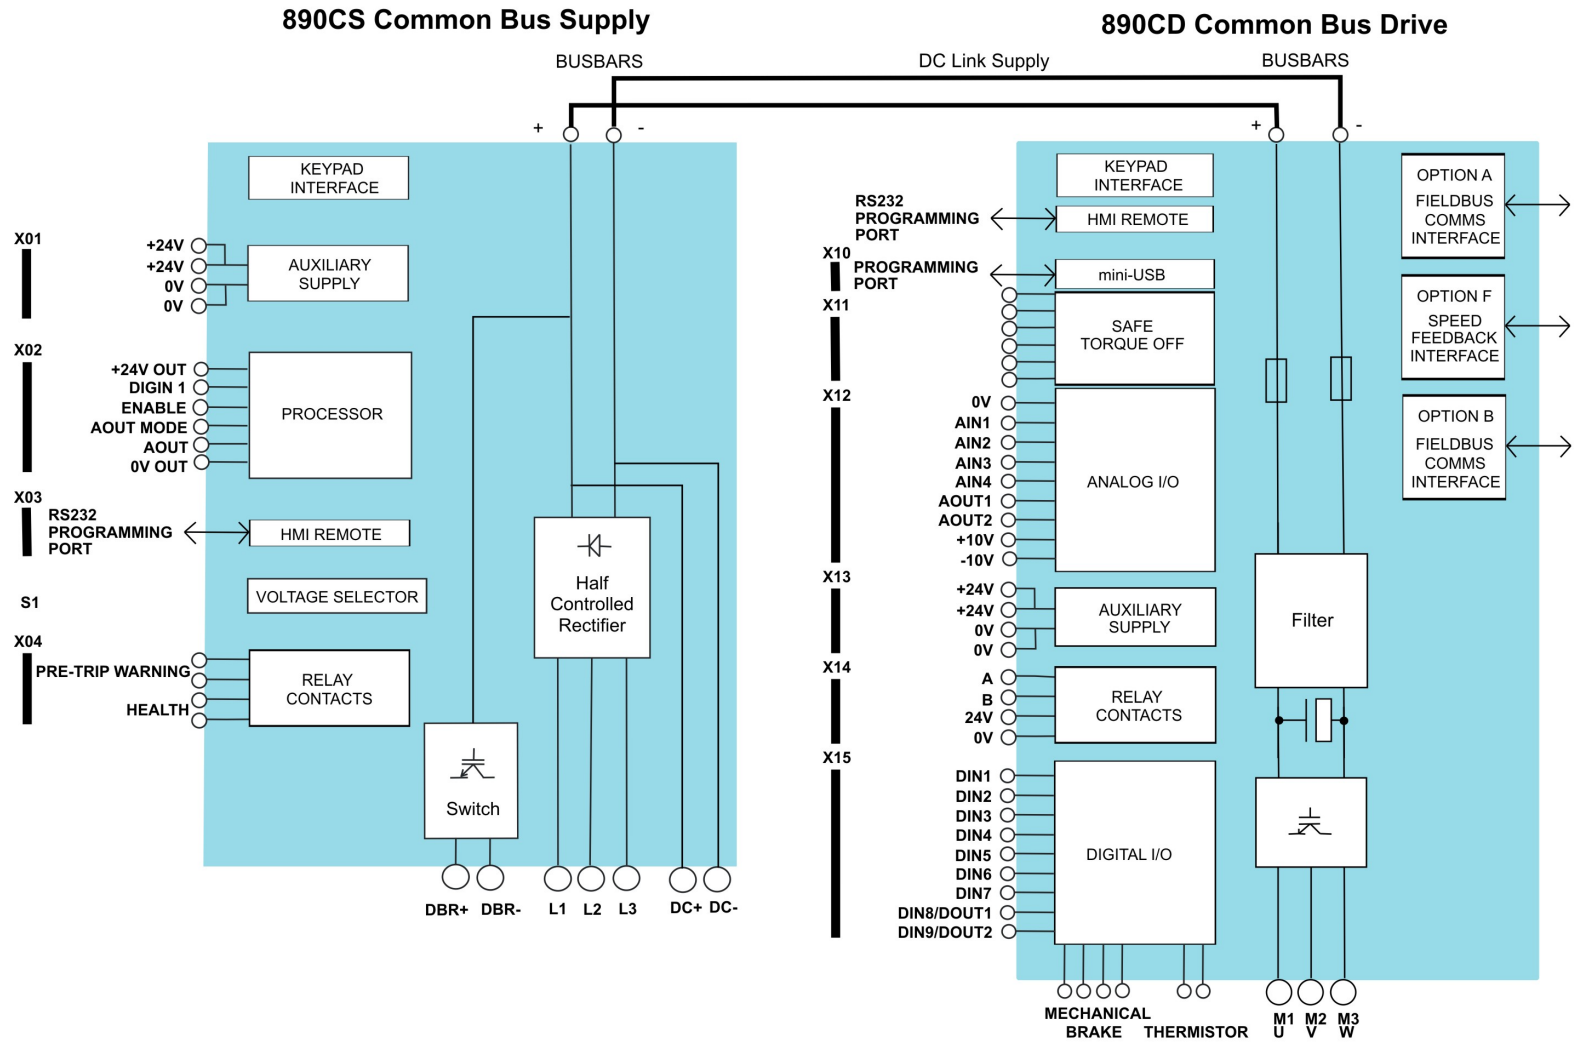 890CS Common Bus Supply
BUSBARS
+
-
KEYPAD
INTERFACE
X01
+24V
+24V
0V
0V
AUXILIARY
SUPPLY
X02
+24V OUT
DIGIN 1
ENABLE
AOUT MODE
AOUT
0V OUT
PROCESSOR
X03
RS232
PROGRAMMING
PORT
HMI REMOTE
S1
VOLTAGE SELECTOR
X04
PRE-TRIP WARNING
HEALTH
RELAY
CONTACTS
Half
Controlled
Rectifier
Switch
DBR+
DBR-
L1
L2
L3
DC+
DC-
DC Link Supply
890CD Common Bus Drive
BUSBARS
+
-
KEYPAD
INTERFACE
RS232
PROGRAMMING
PORT
HMI REMOTE
X10
PROGRAMMING
PORT
mini-USB
X11
SAFE
TORQUE OFF
X12
0V
AIN1
AIN2
AIN3
AIN4
AOUT1
AOUT2
+10V
-10V
ANALOG I/O
X13
+24V
+24V
0V
0V
AUXILIARY
SUPPLY
X14
A
B
24V
0V
RELAY
CONTACTS
X15
DIN1
DIN2
DIN3
DIN4
DIN5
DIN6
DIN7
DIN8/DOUT1
DIN9/DOUT2
DIGITAL I/O
MECHANICAL
BRAKE
THERMISTOR
Filter
M1
U
M2
V
M3
W
OPTION A
FIELDBUS
COMMS
INTERFACE
OPTION F
SPEED
FEEDBACK
INTERFACE
OPTION B
FIELDBUS
COMMS
INTERFACE